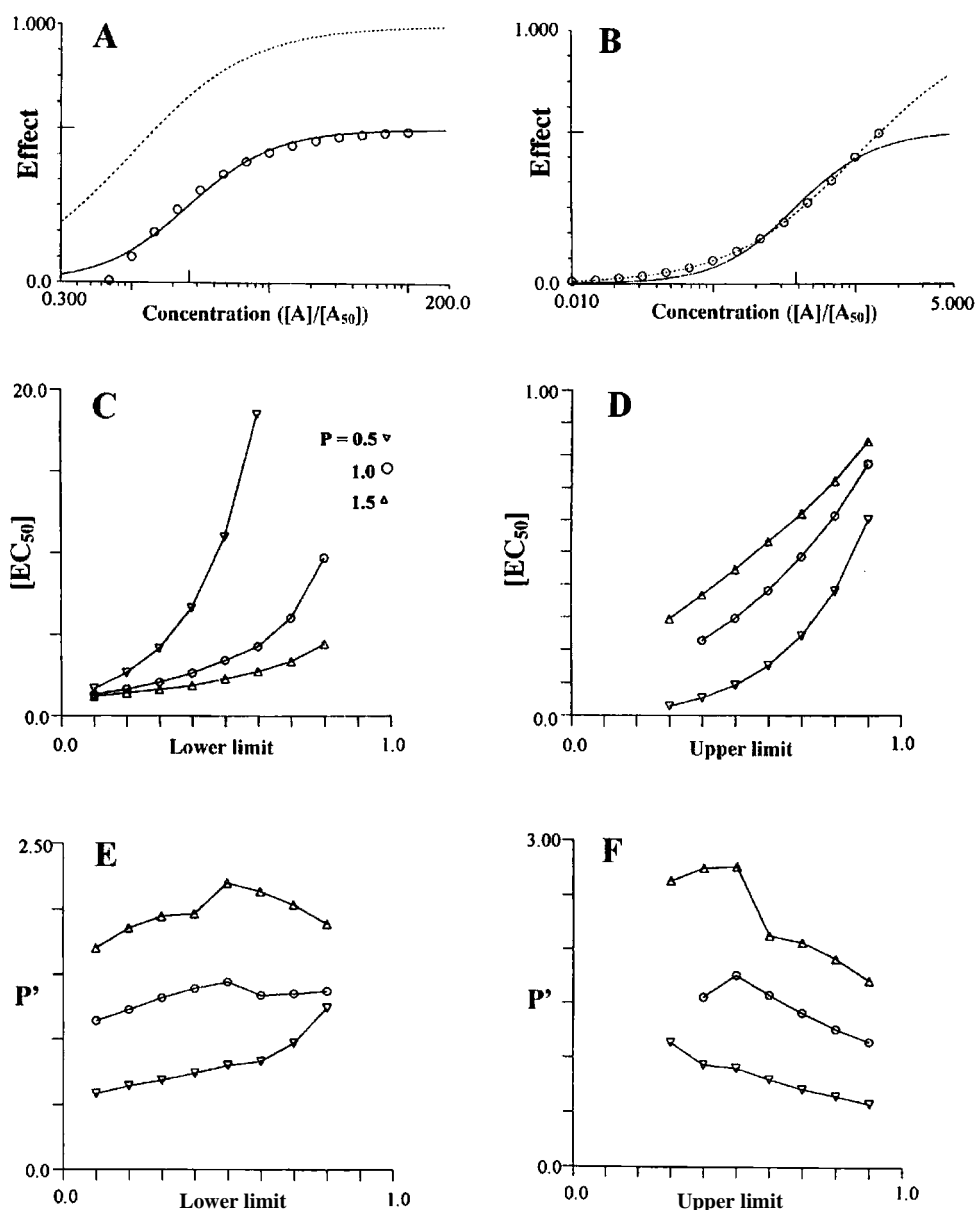 A
1.000
Effect
0.0
0.300
200.0
Concentration ([A]/[A50])
B
1.000
Effect
0.0
0.010
5.000
Concentration ([A]/[A50])
C
20.0
[EC50]
0.0
0.0
Lower limit
1.0
P = 0.5
1.0
1.5
D
1.00
[EC50]
0.0
0.0
Upper limit
1.0
E
2.50
P'
0.0
0.0
Lower limit
1.0
F
3.00
P'
0.0
0.0
Upper limit
1.0